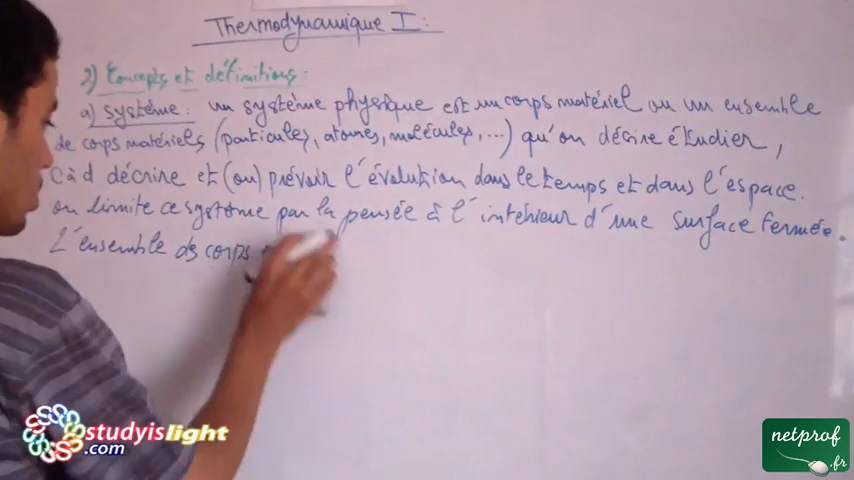 Thermodynamique I :
2) Concepts et définitions :
a) système : un système physique est un corps matériel ou un ensemble
de corps matériels (particules, atomes, molécules, ...) qu'on désire étudier,
càd décrire et (ou) prévoir l'évolution dans le temps et dans l'espace.
on limite ce système par la pensée à l'intérieur d'une surface fermée.
L'ensemble des corps
studyislight
.com
netprof
.fr